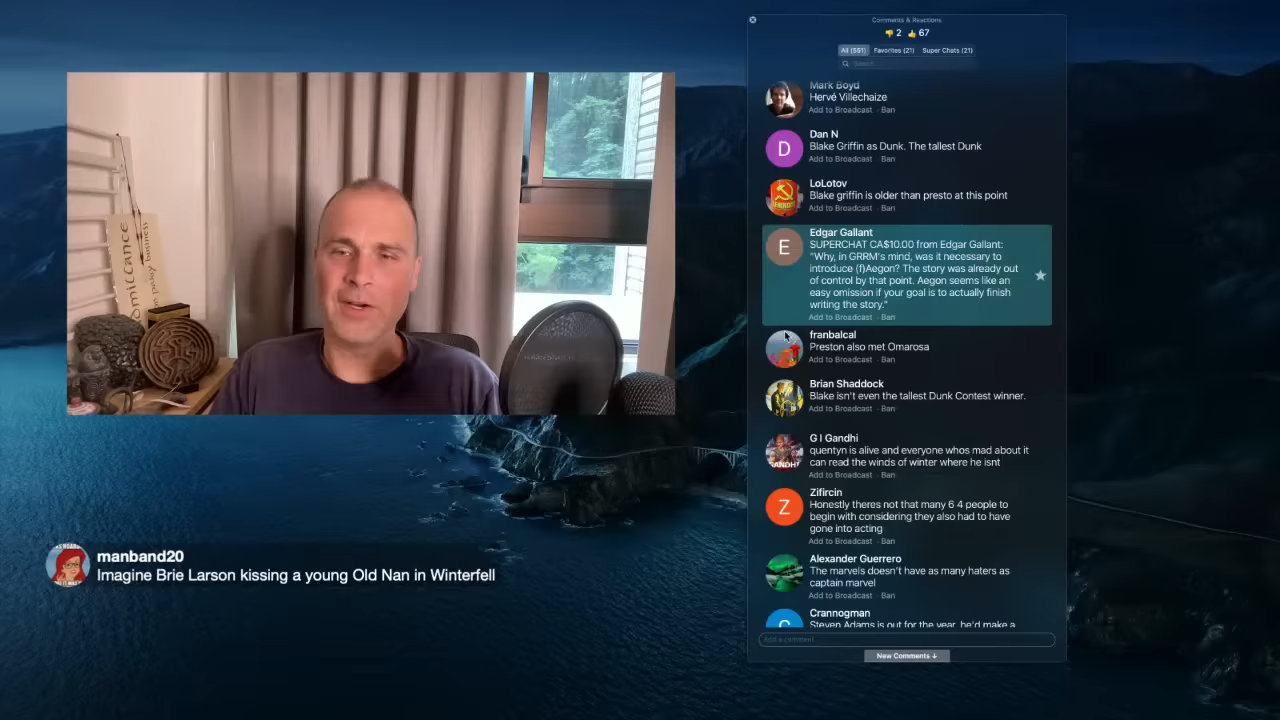 Comments & Reactions
2 67
All (551) Favorites (21) Super Chats (21)
Search
Mark Boyd
Hervé Villechaize
Add to Broadcast · Ban
D
Dan N
Blake Griffin as Dunk. The tallest Dunk
Add to Broadcast · Ban
LoLotov
Blake griffin is older than presto at this point
Add to Broadcast · Ban
E
Edgar Gallant
SUPERCHAT CA$10.00 from Edgar Gallant:
"Why, in GRRM's mind, was it necessary to
introduce (f)Aegon? The story was already out
of control by that point. Aegon seems like an
easy omission if your goal is to actually finish
writing the story."
Add to Broadcast · Ban
franbalcal
Preston also met Omarosa
Add to Broadcast · Ban
Brian Shaddock
Blake isn't even the tallest Dunk Contest winner.
Add to Broadcast · Ban
GANDHI
G I Gandhi
quentyn is alive and everyone whos mad about it
can read the winds of winter where he isnt
Add to Broadcast · Ban
Z
Zifircin
Honestly theres not that many 6 4 people to
begin with considering they also had to have
gone into acting
Add to Broadcast · Ban
Alexander Guerrero
The marvels doesn't have as many haters as
captain marvel
Add to Broadcast · Ban
C
Crannogman
Steven Adams is out for the year, he'd make a
Add a comment
New Comments ↓
manband20
Imagine Brie Larson kissing a young Old Nan in Winterfell